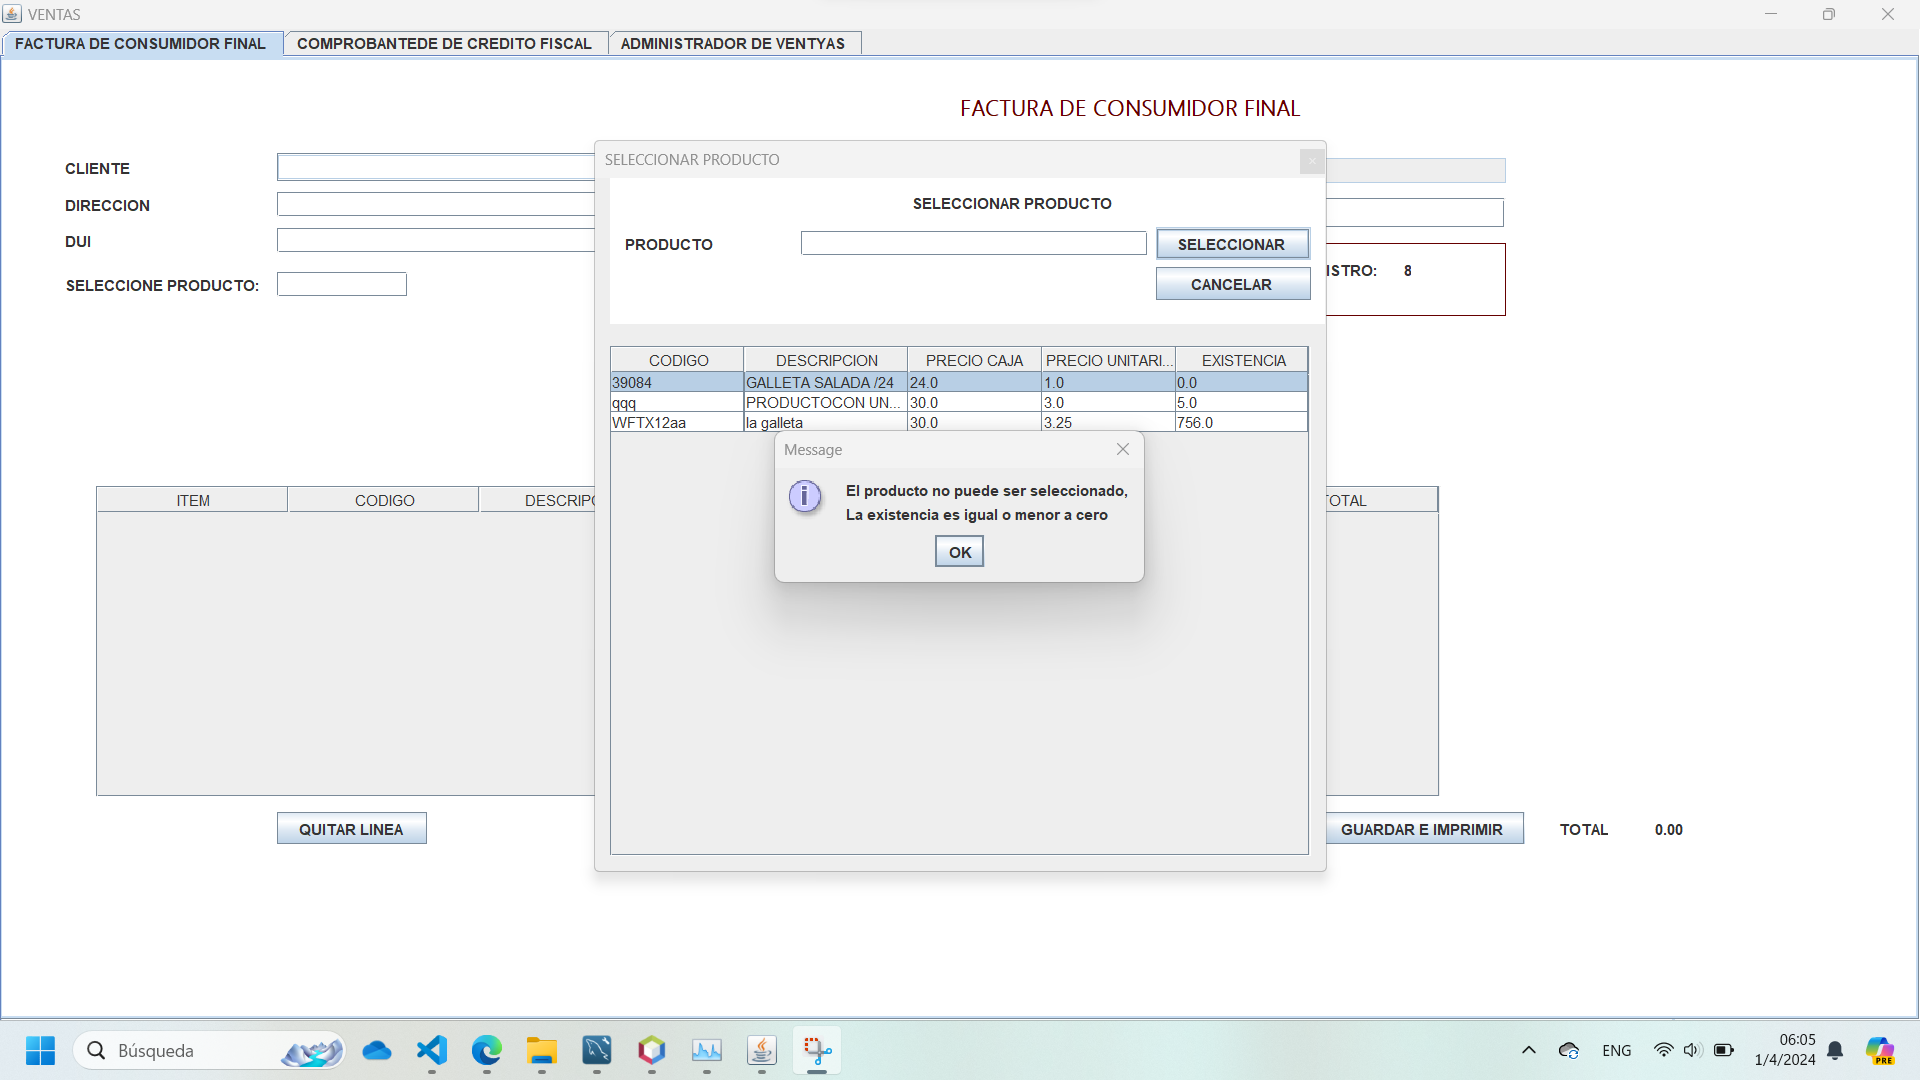 VENTAS
FACTURA DE CONSUMIDOR FINAL
COMPROBANTEDE DE CREDITO FISCAL
ADMINISTRADOR DE VENTYAS
FACTURA DE CONSUMIDOR FINAL
CLIENTE
DIRECCION
DUI
SELECCIONE PRODUCTO:
ISTRO: 8
SELECCIONAR PRODUCTO
SELECCIONAR PRODUCTO
PRODUCTO
SELECCIONAR
CANCELAR
CODIGO DESCRIPCION PRECIO CAJA PRECIO UNITARI... EXISTENCIA
39084 GALLETA SALADA /24 24.0 1.0 0.0
qqq PRODUCTOCON UN... 30.0 3.0 5.0
WFTX12aa la galleta 30.0 3.25 756.0
Message
El producto no puede ser seleccionado,
La existencia es igual o menor a cero
OK
ITEM CODIGO DESCRIPC OTAL
QUITAR LINEA
GUARDAR E IMPRIMIR
TOTAL 0.00
Búsqueda
ENG
06:05
1/4/2024
PRE